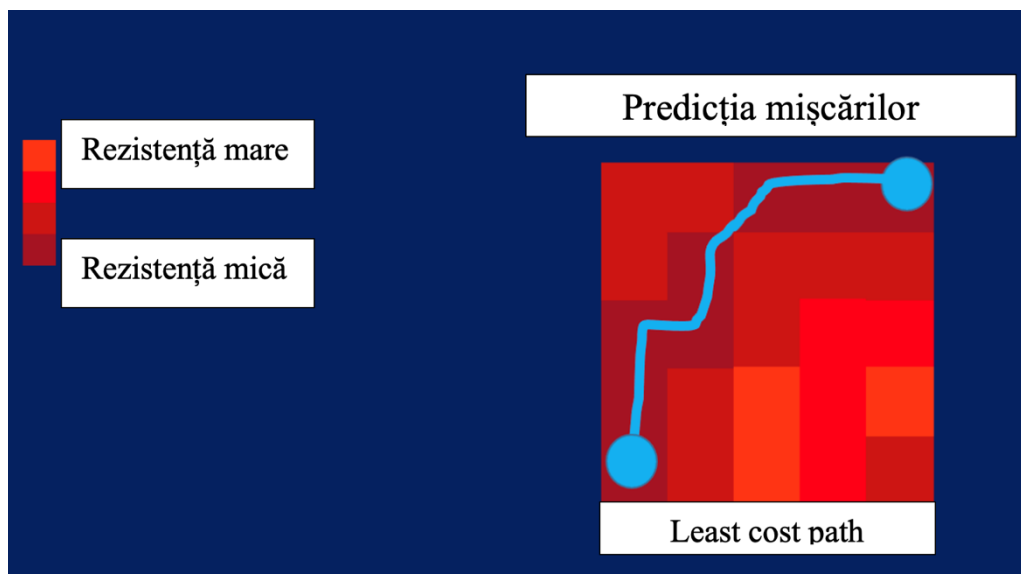 Predicția mișcărilor
Rezistență mare
Rezistență mică
Least cost path